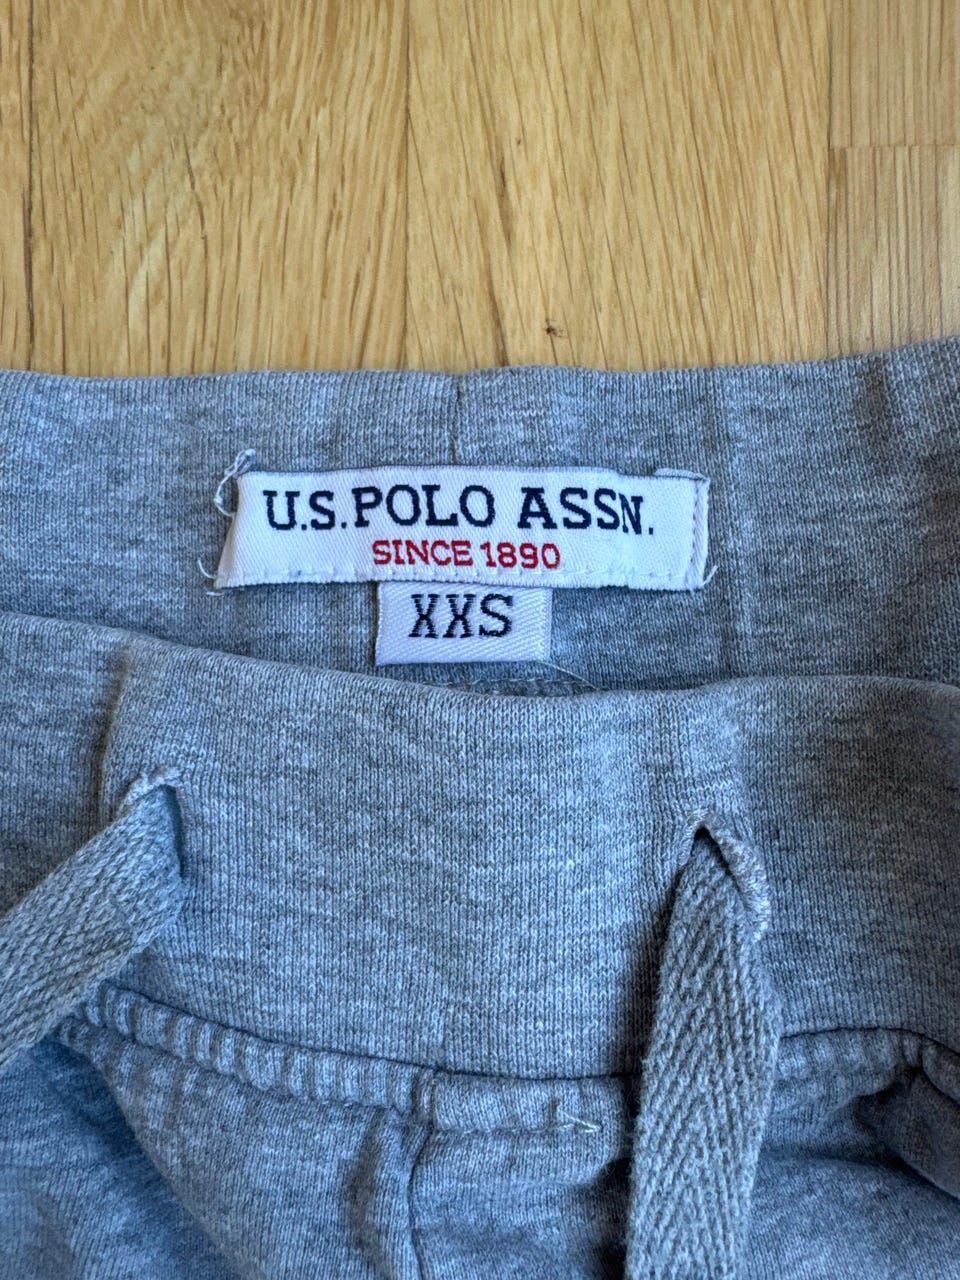 U.S. POLO ASSN.
SINCE 1890
XXS